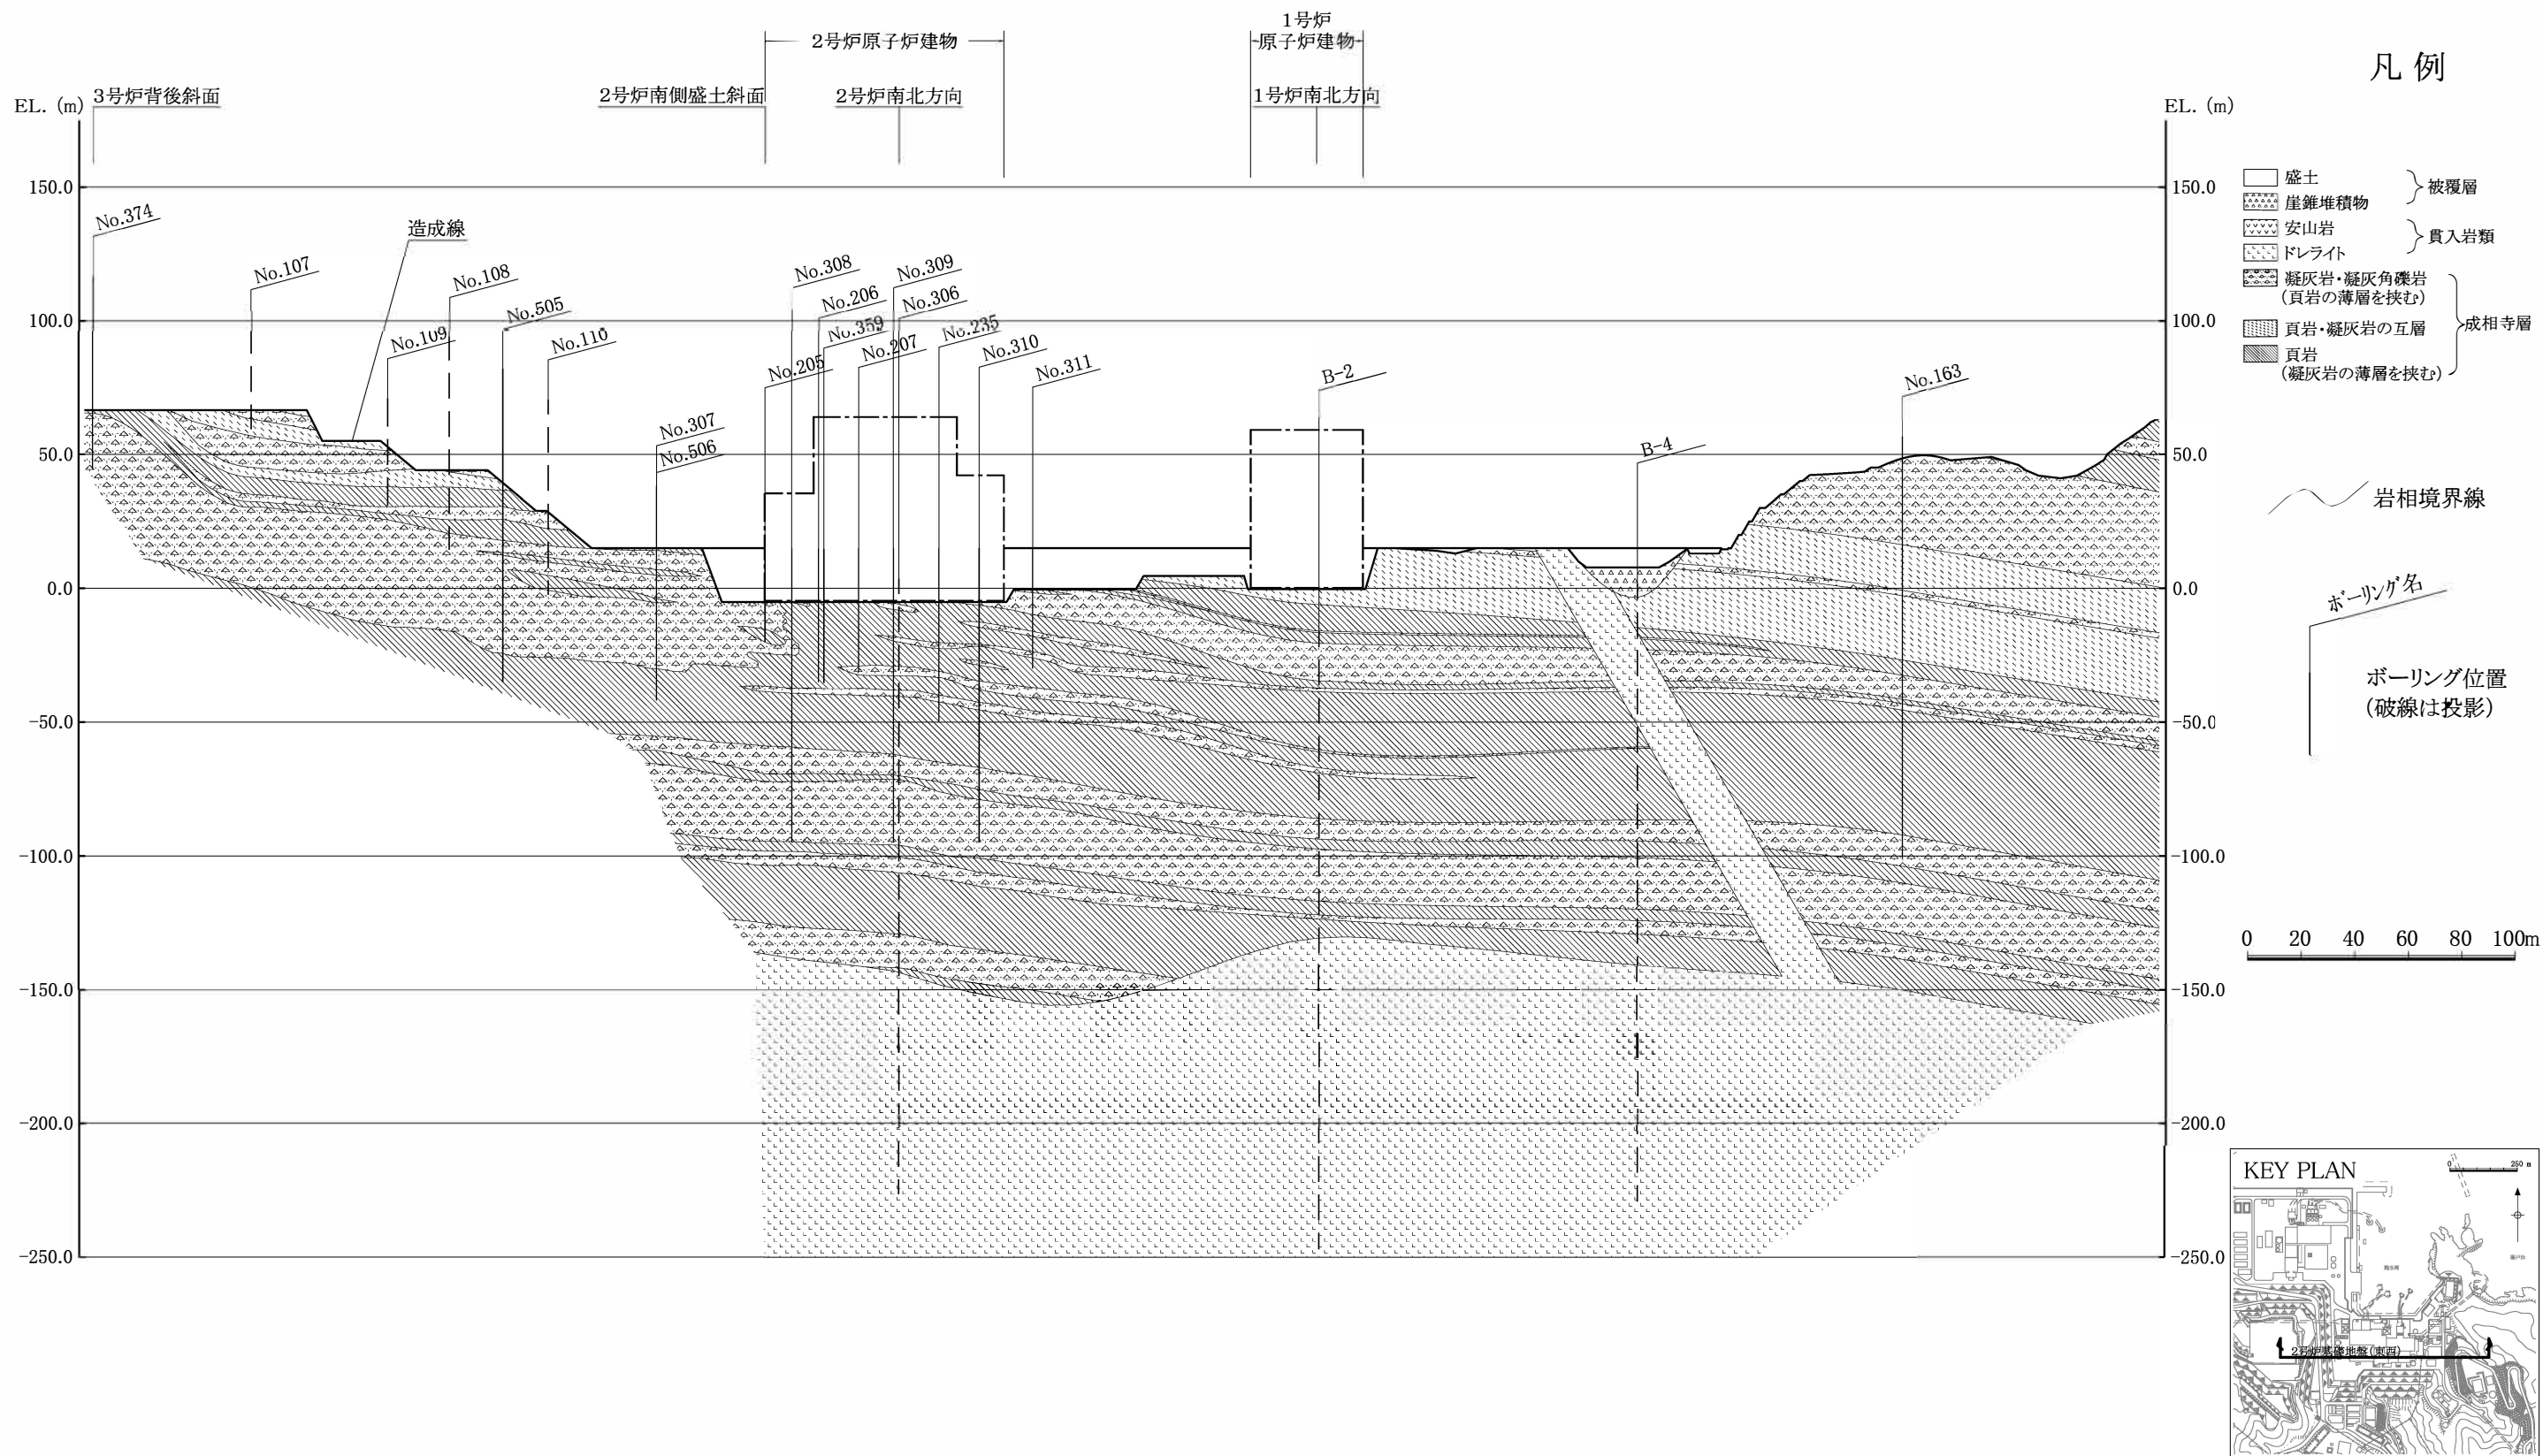 1号炉
原子炉建物
2号炉原子炉建物
EL. (m)
3号炉背後斜面
2号炉南側盛土斜面
2号炉南北方向
1号炉南北方向
EL. (m)
凡例
盛土
崖錐堆積物
被覆層
安山岩
ドレライト
貫入岩類
凝灰岩・凝灰角礫岩
(頁岩の薄層を挟む)
頁岩・凝灰岩の互層
頁岩
(凝灰岩の薄層を挟む)
成相寺層
岩相境界線
ボーリング名
ボーリング位置
(破線は投影)
150.0
100.0
50.0
0.0
-50.0
-100.0
-150.0
-200.0
-250.0
150.0
100.0
50.0
0.0
-50.0
-100.0
-150.0
-200.0
-250.0
No.374
造成線
No.107
No.108
No.109
No.505
No.110
No.307
No.506
No.308
No.309
No.206
No.306
No.359
No.235
No.205
No.207
No.310
No.311
B-2
B-4
No.163
0 20 40 60 80 100m
KEY PLAN
0 250 m
2号炉基礎地盤(東西)